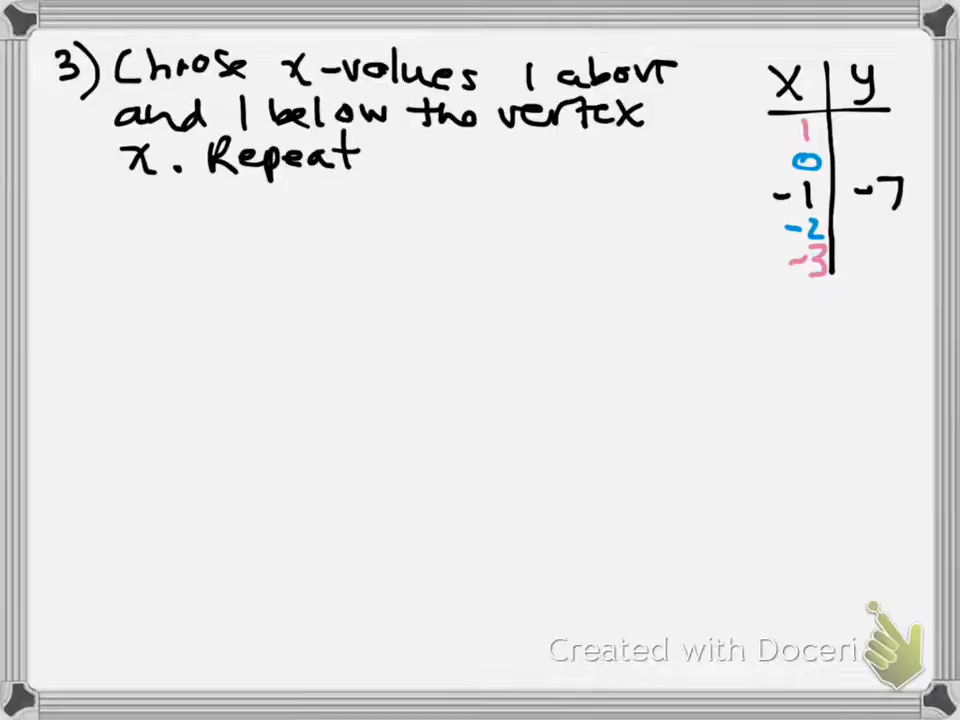 3) Choose x-values 1 above
and 1 below the vertex
x. Repeat
X y
1
0
-1 -7
-2
-3
Created with Doceri